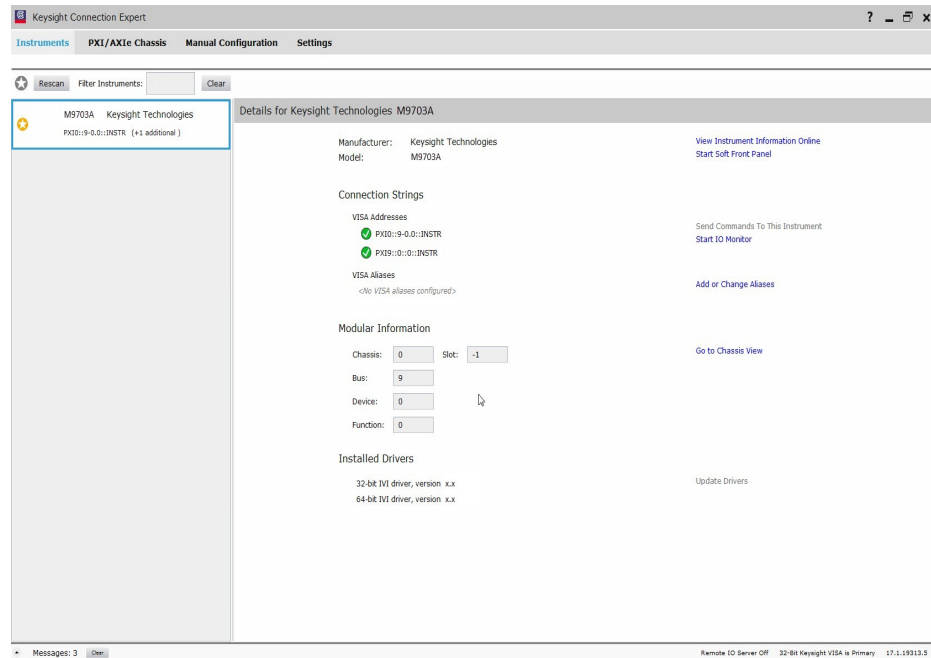 Keysight Connection Expert
?
Instruments PXI/AXIe Chassis Manual Configuration Settings
Rescan Filter Instruments: Clear
M9703A Keysight Technologies
PXI0::9-0.0::INSTR (+1 additional )
Details for Keysight Technologies M9703A
Manufacturer: Keysight Technologies
Model: M9703A
View Instrument Information Online
Start Soft Front Panel
Connection Strings
VISA Addresses
PXI0::9-0.0::INSTR
PXI9::0::0::INSTR
Send Commands To This Instrument
Start IO Monitor
VISA Aliases
<No VISA aliases configured>
Add or Change Aliases
Modular Information
Chassis: 0 Slot: -1
Go to Chassis View
Bus: 9
Device: 0
Function: 0
Installed Drivers
32-bit IVI driver, version x.x
64-bit IVI driver, version x.x
Update Drivers
Messages: 3 Clear
Remote IO Server Off 32-Bit Keysight VISA is Primary 17.1.19313.5